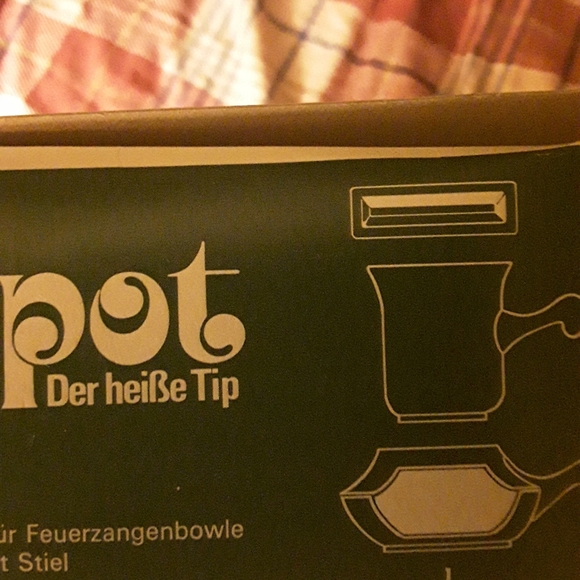 pot
Der heiße Tip
ür Feuerzangenbowle
t Stiel